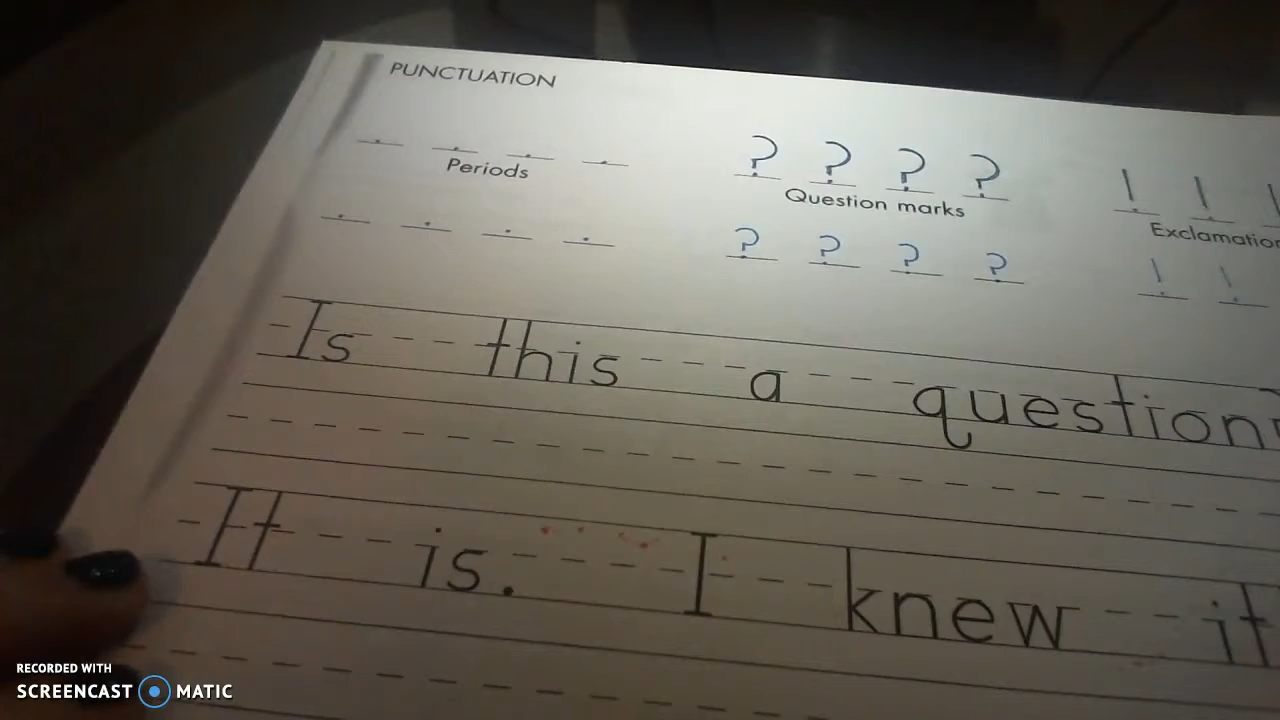 PUNCTUATION
. . . . ? ? ? ? ! !
Periods Question marks
. . . . ? ? ? ? ! !
Is this a question
It is. I knew it
RECORDED WITH
SCREENCAST MATIC